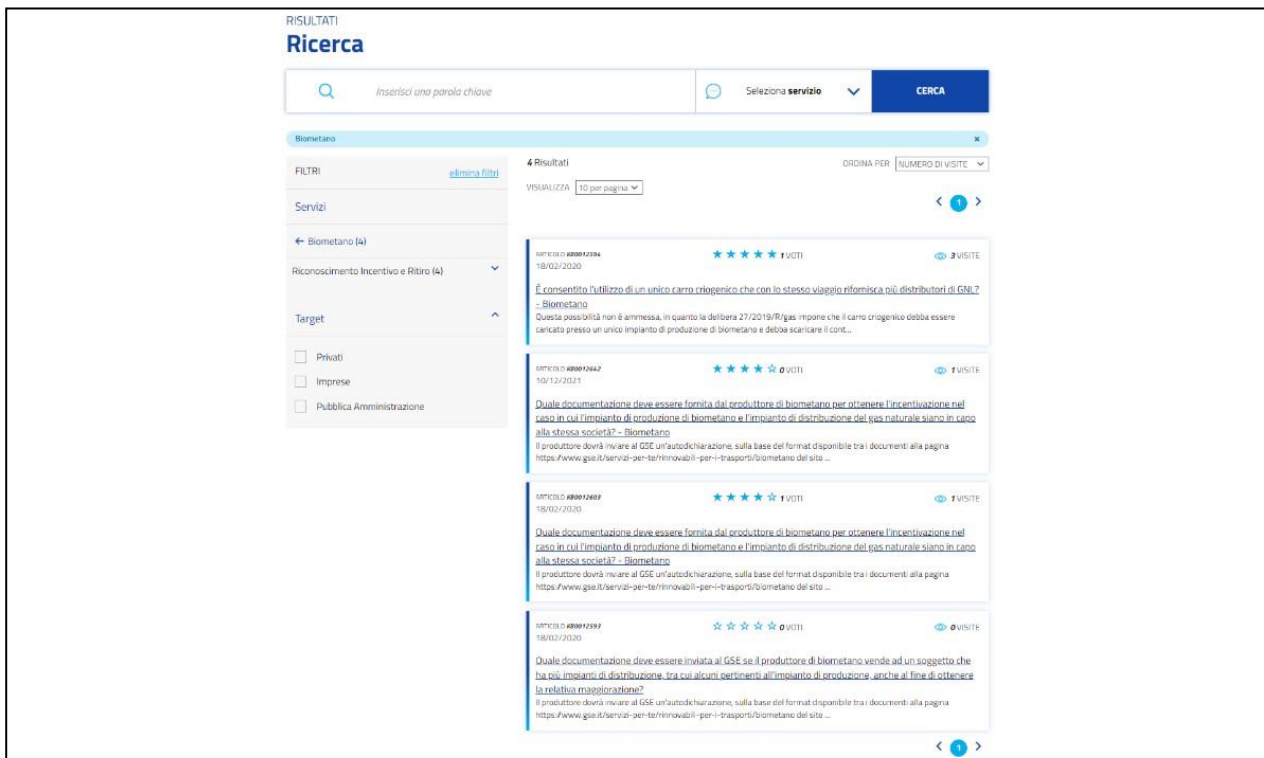 RISULTATI
Ricerca
Inserisci una parola chiave
Seleziona servizio
CERCA
Biometano
×
FILTRI
elimina filtri
Servizi
← Biometano (4)
Riconoscimento Incentivo e Ritiro (4)
Target
Privati
Imprese
Pubblica Amministrazione
4 Risultati
ORDINA PER NUMERO DI VISITE
VISUALIZZA 10 per pagina
< 1 >
ARTICOLO KB0012594
18/02/2020
1 VOTI
3 VISITE
È consentito l'utilizzo di un unico carro criogenico che con lo stesso viaggio rifornisca più distributori di GNL?
- Biometano
Questa possibilità non è ammessa, in quanto la delibera 27/2019/R/gas impone che il carro criogenico debba essere
caricato presso un unico impianto di produzione di biometano e debba scaricare il cont...
ARTICOLO KB0012642
10/12/2021
0 VOTI
1 VISITE
Quale documentazione deve essere fornita dal produttore di biometano per ottenere l'incentivazione nel
caso in cui l'impianto di produzione di biometano e l'impianto di distribuzione del gas naturale siano in capo
alla stessa società? - Biometano
Il produttore dovrà inviare al GSE un'autodichiarazione, sulla base del format disponibile tra i documenti alla pagina
https://www.gse.it/servizi-per-te/rinnovabili-per-i-trasporti/biometano del sito ...
ARTICOLO KB0012603
18/02/2020
1 VOTI
1 VISITE
Quale documentazione deve essere fornita dal produttore di biometano per ottenere l'incentivazione nel
caso in cui l'impianto di produzione di biometano e l'impianto di distribuzione del gas naturale siano in capo
alla stessa società? - Biometano
Il produttore dovrà inviare al GSE un'autodichiarazione, sulla base del format disponibile tra i documenti alla pagina
https://www.gse.it/servizi-per-te/rinnovabili-per-i-trasporti/biometano del sito ...
ARTICOLO KB0012593
18/02/2020
0 VOTI
0 VISITE
Quale documentazione deve essere inviata al GSE se il produttore di biometano vende ad un soggetto che
ha più impianti di distribuzione, tra cui alcuni pertinenti all'impianto di produzione, anche al fine di ottenere
la relativa maggiorazione?
Il produttore dovrà inviare al GSE un'autodichiarazione, sulla base del format disponibile tra i documenti alla pagina
https://www.gse.it/servizi-per-te/rinnovabili-per-i-trasporti/biometano del sito ...
< 1 >